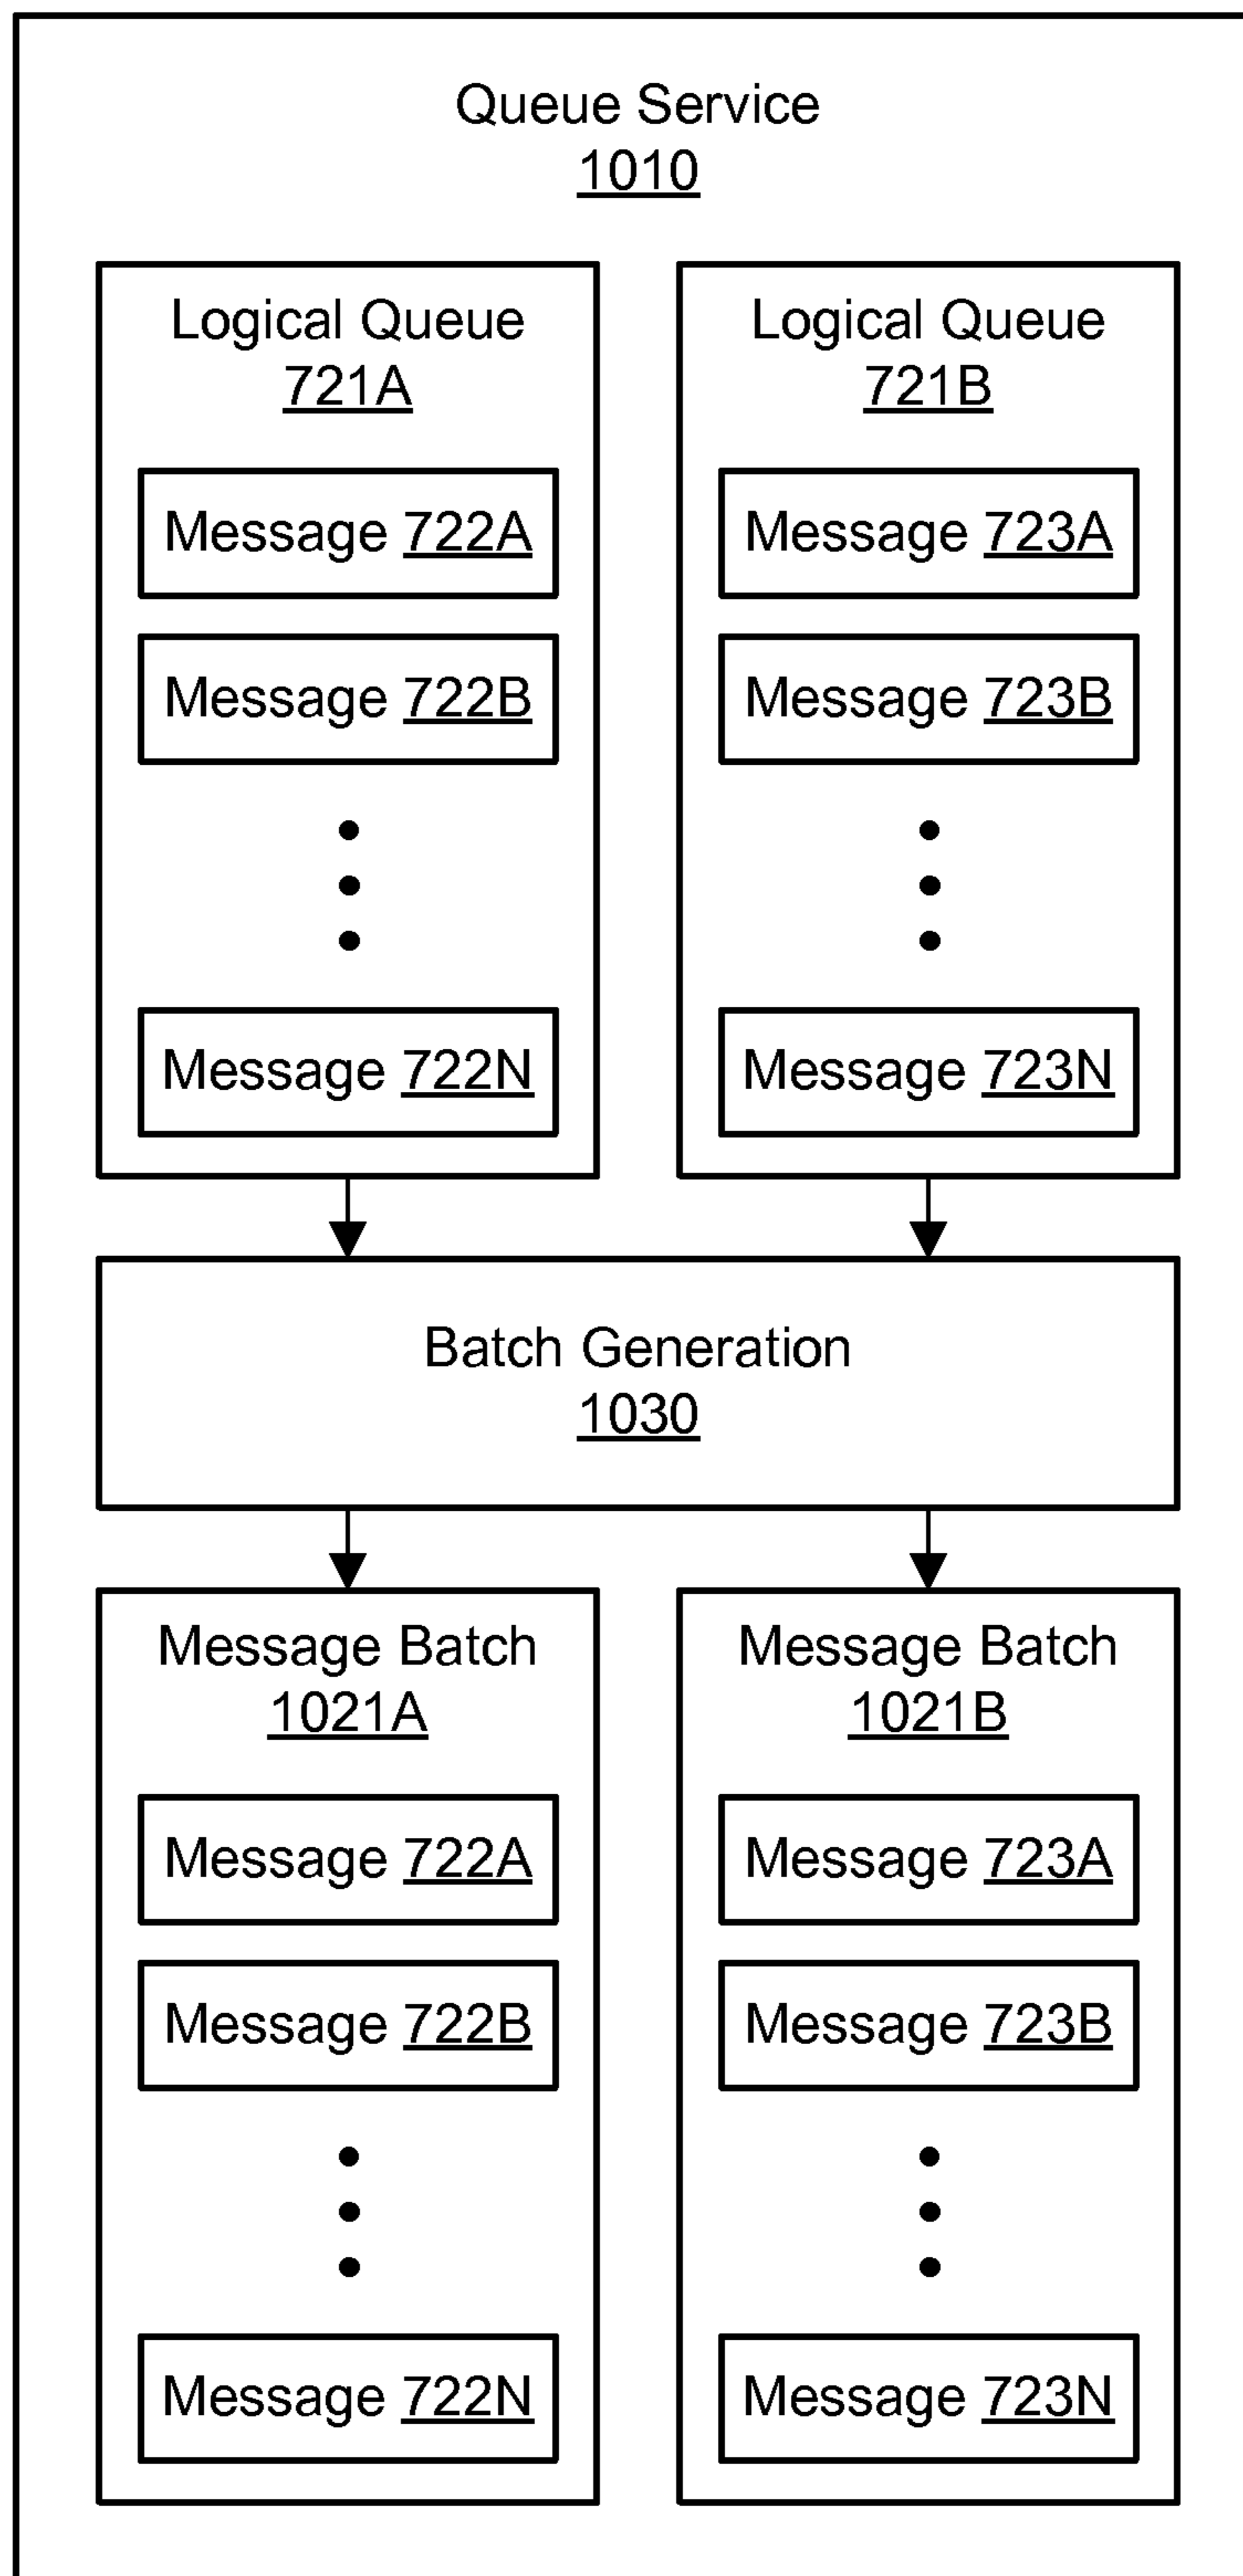 Queue Service
1010
Logical Queue
721A
Message 722A
Message 722B
Message 722N
Logical Queue
721B
Message 723A
Message 723B
Message 723N
Batch Generation
1030
Message Batch
1021A
Message 722A
Message 722B
Message 722N
Message Batch
1021B
Message 723A
Message 723B
Message 723N